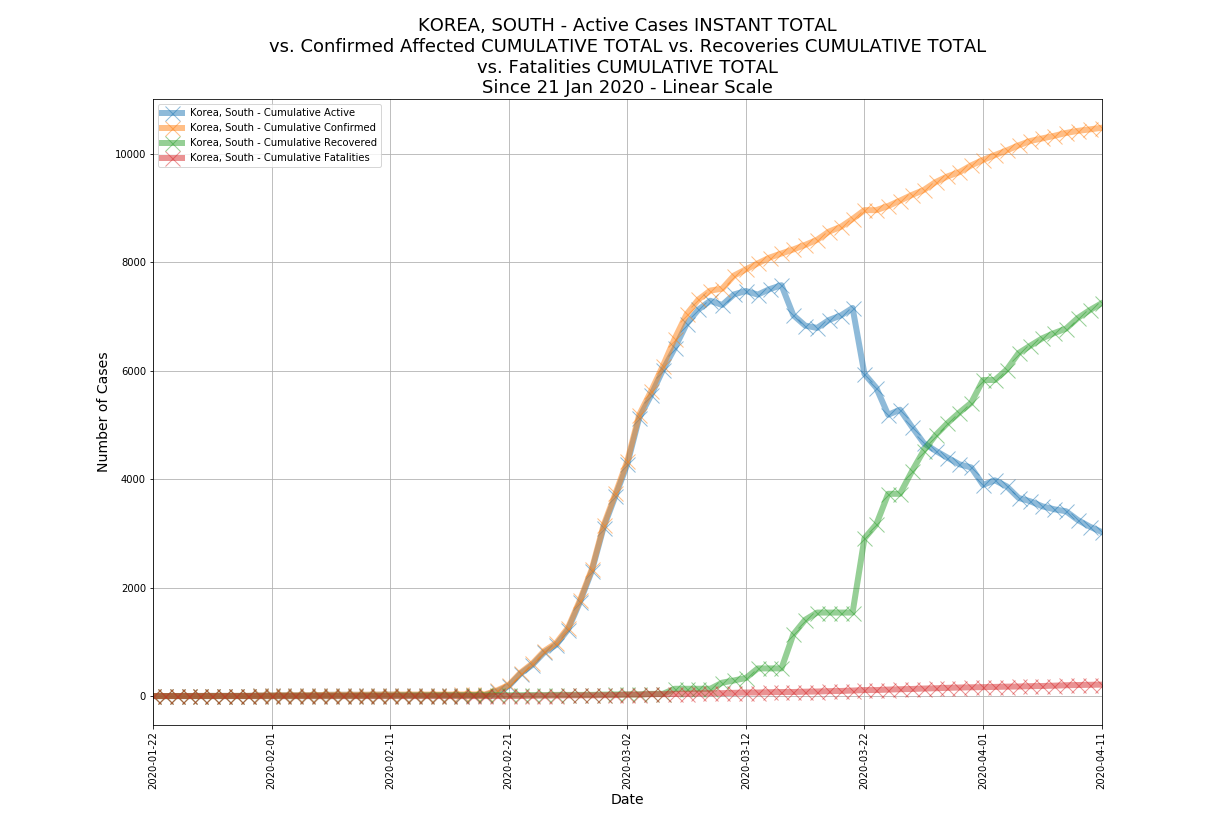 KOREA, SOUTH - Active Cases INSTANT TOTAL
vs. Confirmed Affected CUMULATIVE TOTAL vs. Recoveries CUMULATIVE TOTAL
vs. Fatalities CUMULATIVE TOTAL
Since 21 Jan 2020 - Linear Scale
Korea, South - Cumulative Active
Korea, South - Cumulative Confirmed
Korea, South - Cumulative Recovered
Korea, South - Cumulative Fatalities
10000
8000
6000
4000
2000
0
Number of Cases
2020-01-22
2020-02-01
2020-02-11
2020-02-21
2020-03-02
2020-03-12
2020-03-22
2020-04-01
2020-04-11
Date